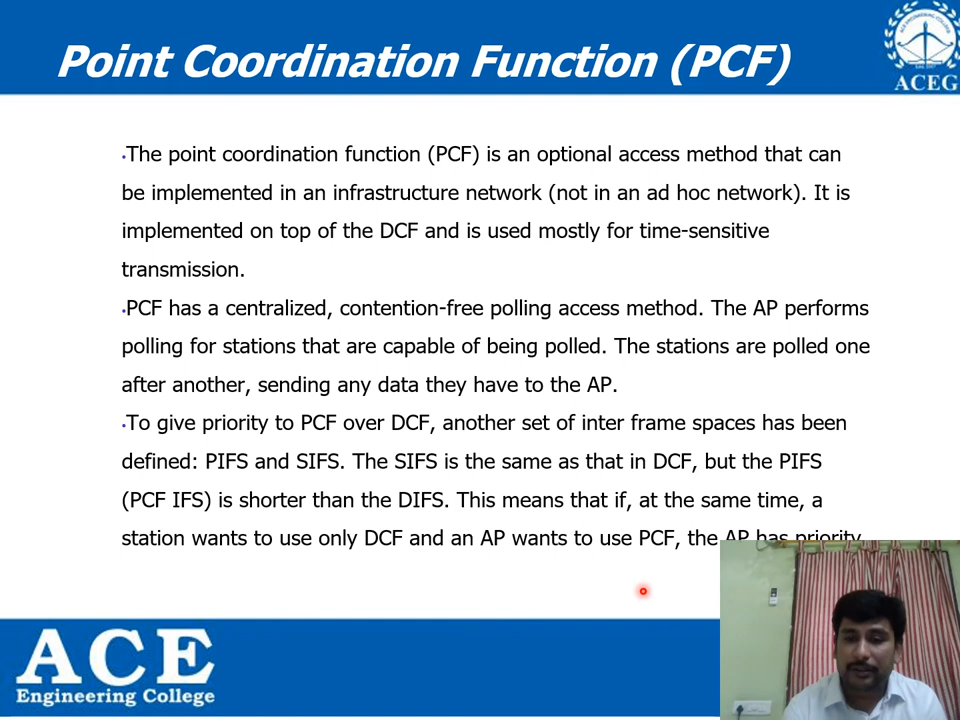 Point Coordination Function (PCF)
ACEG
•The point coordination function (PCF) is an optional access method that can
be implemented in an infrastructure network (not in an ad hoc network). It is
implemented on top of the DCF and is used mostly for time-sensitive
transmission.
•PCF has a centralized, contention-free polling access method. The AP performs
polling for stations that are capable of being polled. The stations are polled one
after another, sending any data they have to the AP.
•To give priority to PCF over DCF, another set of inter frame spaces has been
defined: PIFS and SIFS. The SIFS is the same as that in DCF, but the PIFS
(PCF IFS) is shorter than the DIFS. This means that if, at the same time, a
station wants to use only DCF and an AP wants to use PCF, the AP has priority
ACE
Engineering College